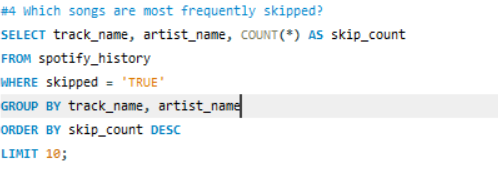 #4 Which songs are most frequently skipped?
SELECT track_name, artist_name, COUNT(*) AS skip_count
FROM spotify_history
WHERE skipped = 'TRUE'
GROUP BY track_name, artist_name
ORDER BY skip_count DESC
LIMIT 10;